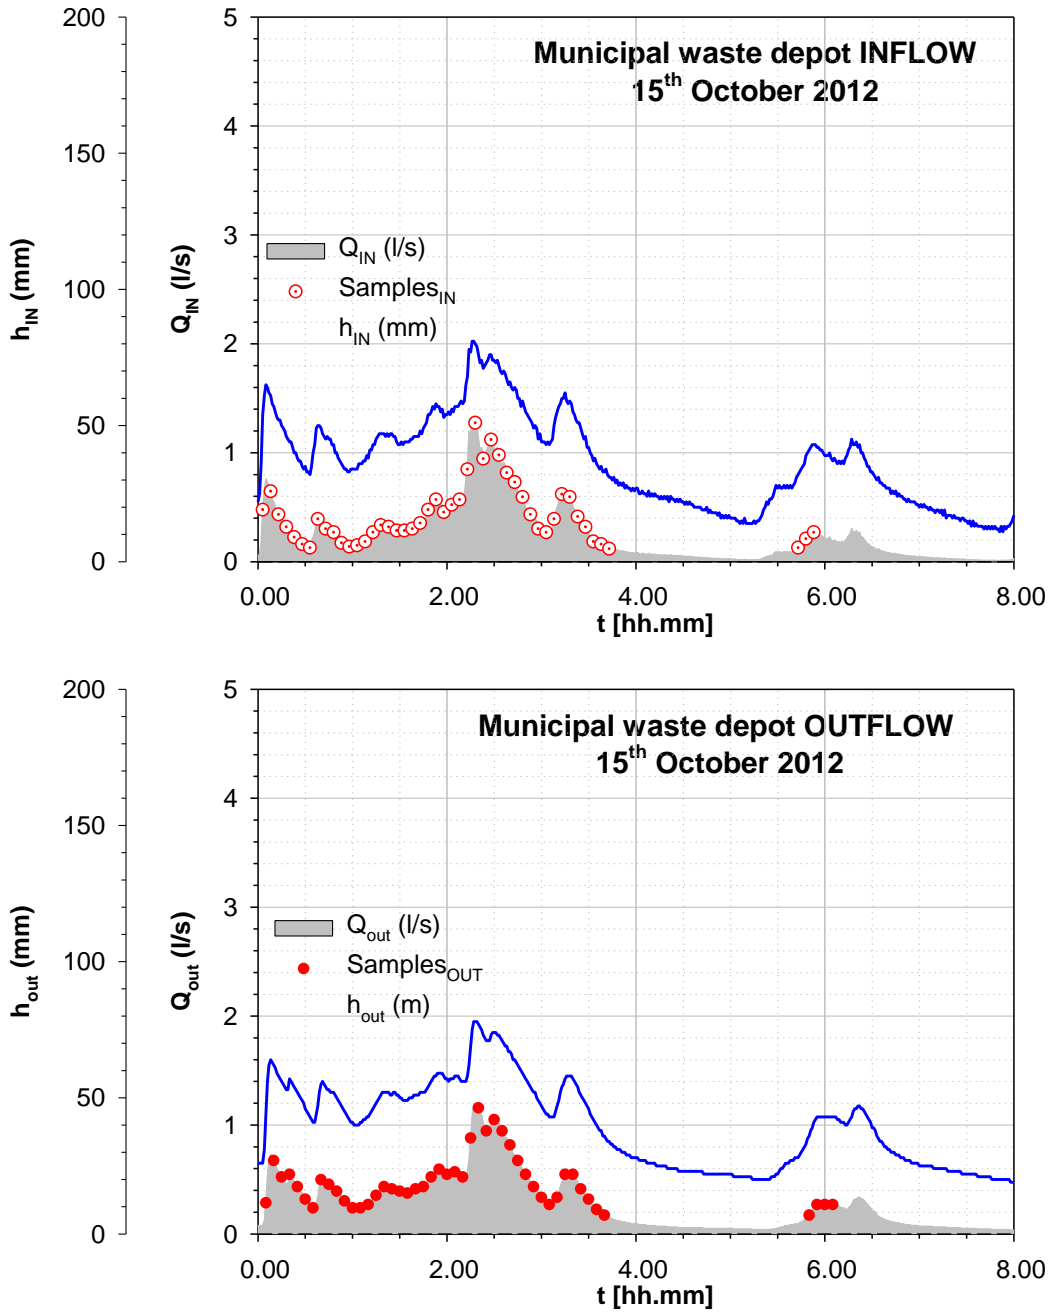 Municipal waste depot INFLOW
15th October 2012
200
150
100
50
0
h_IN (mm)
5
4
3
2
1
0
Q_IN (l/s)
Q_IN (l/s)
Samples_IN
h_IN (mm)
0.00 2.00 4.00 6.00 8.00
t [hh.mm]
Municipal waste depot OUTFLOW
15th October 2012
200
150
100
50
0
h_out (mm)
5
4
3
2
1
0
Q_out (l/s)
Q_out (l/s)
Samples_OUT
h_out (m)
0.00 2.00 4.00 6.00 8.00
t [hh.mm]